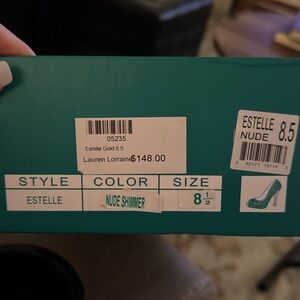 05235
Estelle Gold 8.5
Lauren Lorraine$148.00
ESTELLE
NUDE 8.5
STYLE COLOR SIZE
ESTELLE NUDE SHIMMER 8 1/2